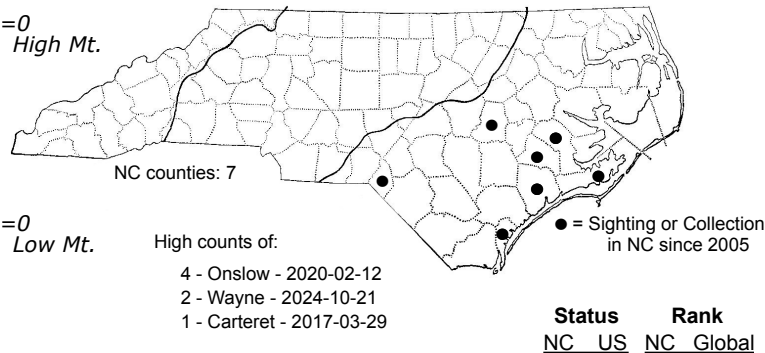 =0
High Mt.
NC counties: 7
=0
Low Mt.
High counts of:
4 - Onslow - 2020-02-12
2 - Wayne - 2024-10-21
1 - Carteret - 2017-03-29
● = Sighting or Collection
in NC since 2005
Status Rank
NC US NC Global